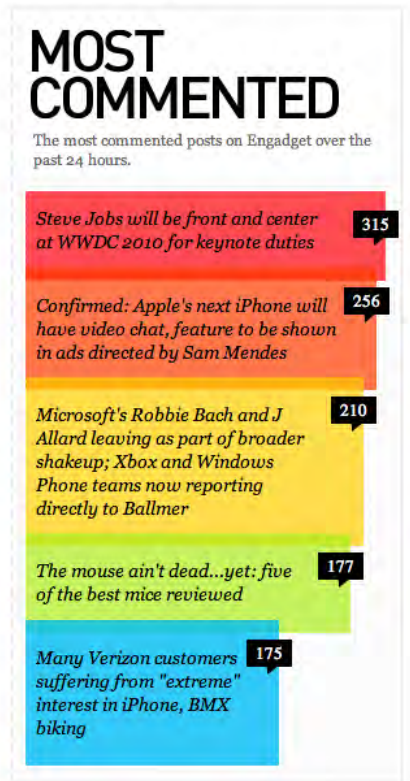 MOST
COMMENTED
The most commented posts on Engadget over the
past 24 hours.
Steve Jobs will be front and center
at WWDC 2010 for keynote duties
315
Confirmed: Apple's next iPhone will
have video chat, feature to be shown
in ads directed by Sam Mendes
256
Microsoft's Robbie Bach and J
Allard leaving as part of broader
shakeup; Xbox and Windows
Phone teams now reporting
directly to Ballmer
210
The mouse ain't dead...yet: five
of the best mice reviewed
177
Many Verizon customers
suffering from "extreme"
interest in iPhone, BMX
biking
175